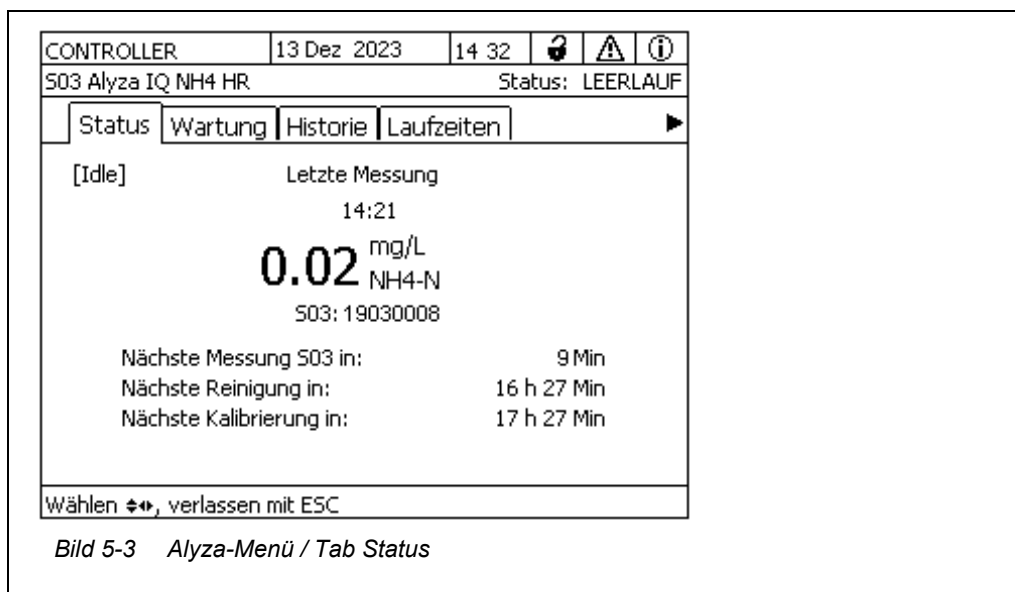 CONTROLLER 13 Dez 2023 14 32
S03 Alyza IQ NH4 HR Status: LEERLAUF
Status Wartung Historie Laufzeiten
[Idle] Letzte Messung
14:21
0.02 mg/L
NH4-N
S03: 19030008
Nächste Messung S03 in: 9 Min
Nächste Reinigung in: 16 h 27 Min
Nächste Kalibrierung in: 17 h 27 Min
Wählen, verlassen mit ESC
Bild 5-3 Alyza-Menü / Tab Status